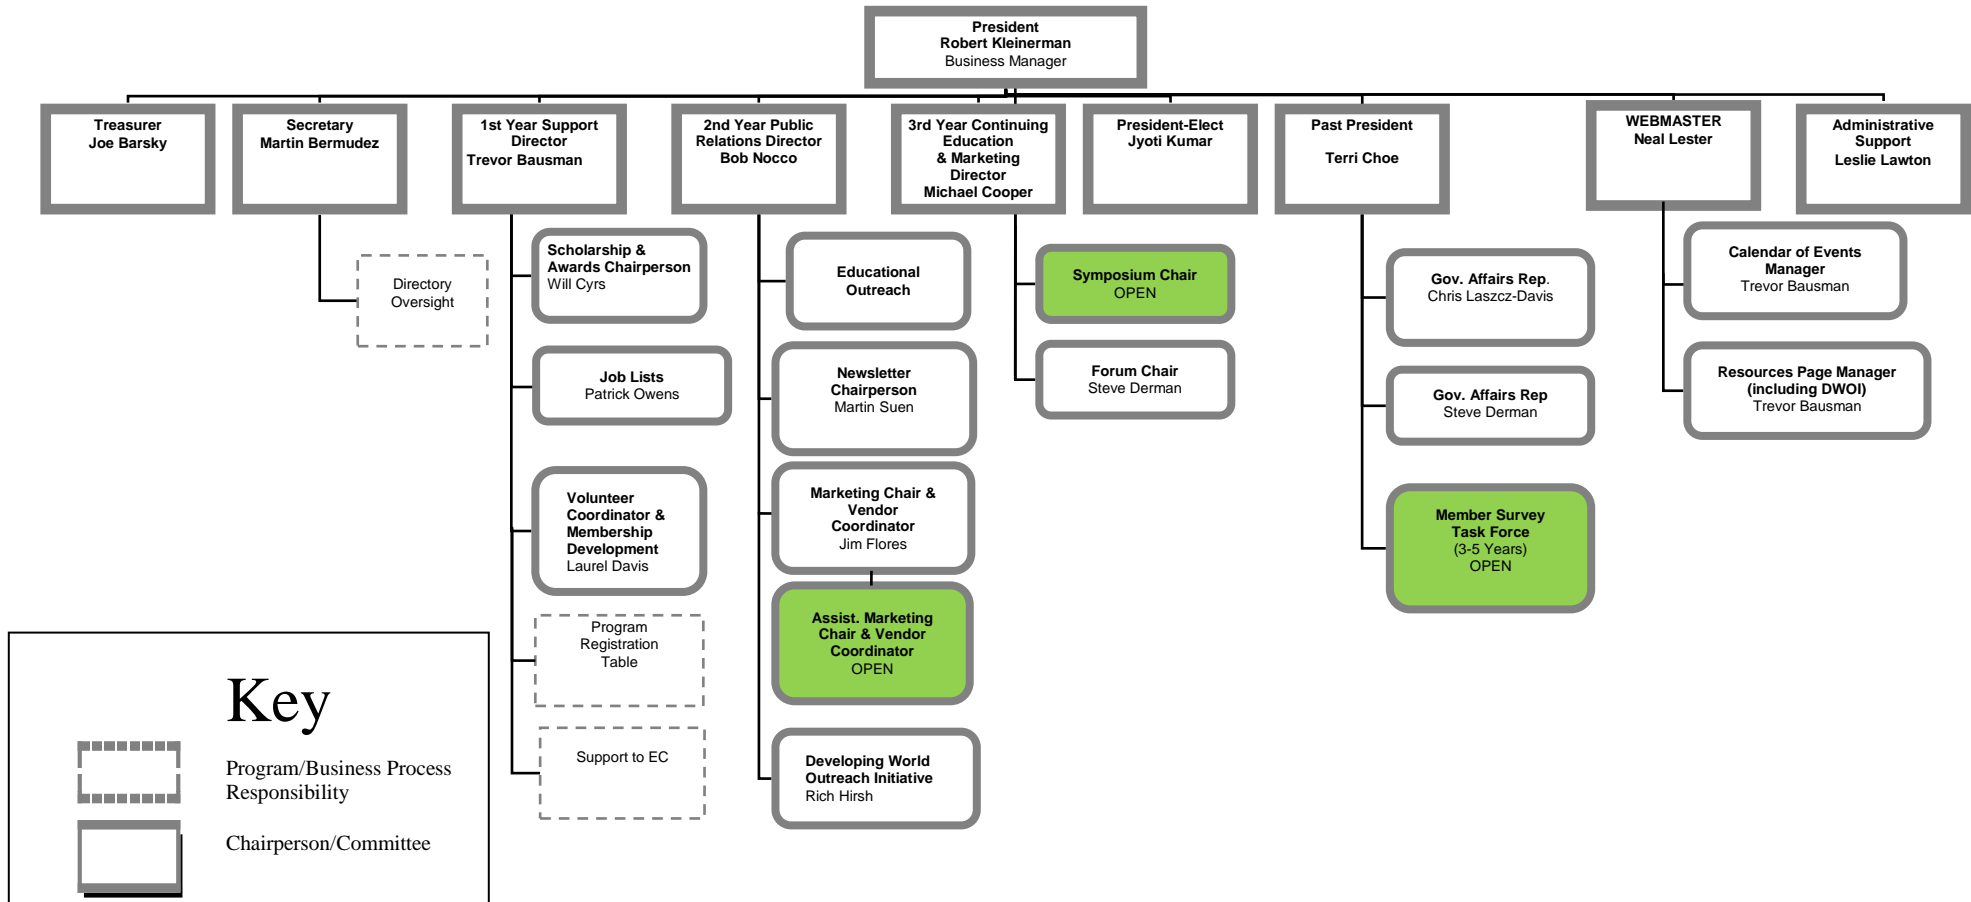 President
Robert Kleinerman
Business Manager
Treasurer
Joe Barsky
Secretary
Martin Bermudez
1st Year Support
Director
Trevor Bausman
2nd Year Public
Relations Director
Bob Nocco
3rd Year Continuing
Education
& Marketing
Director
Michael Cooper
President-Elect
Jyoti Kumar
Past President
Terri Choe
WEBMASTER
Neal Lester
Administrative
Support
Leslie Lawton
Directory
Oversight
Scholarship &
Awards Chairperson
Will Cyrs
Job Lists
Patrick Owens
Volunteer
Coordinator &
Membership
Development
Laurel Davis
Program
Registration
Table
Support to EC
Educational
Outreach
Newsletter
Chairperson
Martin Suen
Marketing Chair &
Vendor
Coordinator
Jim Flores
Assist. Marketing
Chair & Vendor
Coordinator
OPEN
Developing World
Outreach Initiative
Rich Hirsh
Symposium Chair
OPEN
Forum Chair
Steve Derman
Gov. Affairs Rep.
Chris Laszcz-Davis
Gov. Affairs Rep
Steve Derman
Member Survey
Task Force
(3-5 Years)
OPEN
Calendar of Events
Manager
Trevor Bausman
Resources Page Manager
(including DWOI)
Trevor Bausman
Key
Program/Business Process
Responsibility
Chairperson/Committee